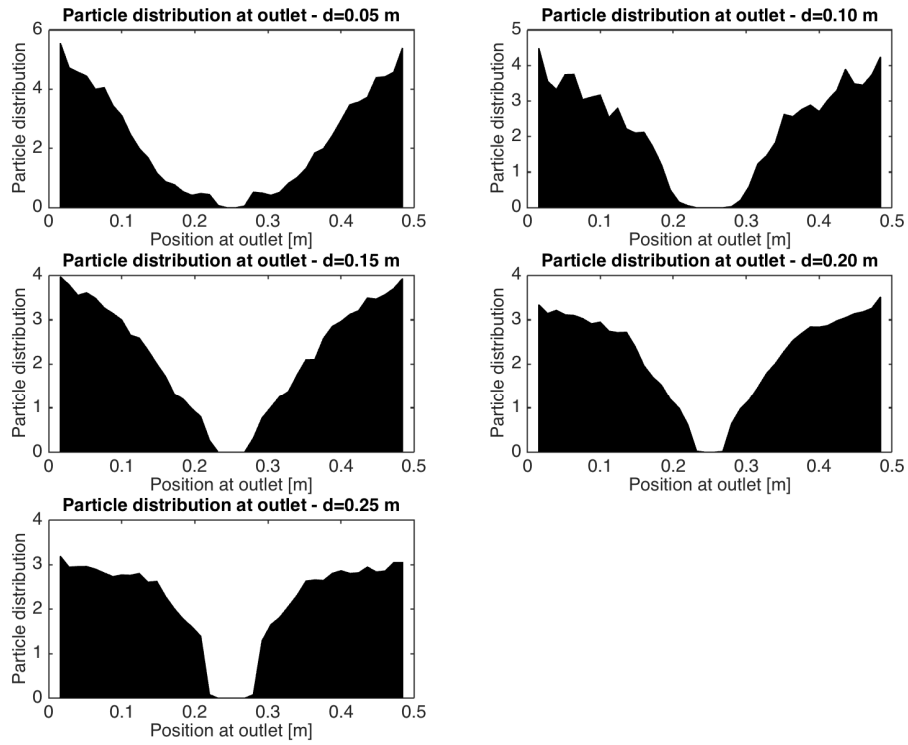 Particle distribution at outlet - d=0.05 m
6
4
2
0
Particle distribution
0 0.1 0.2 0.3 0.4 0.5
Position at outlet [m]
Particle distribution at outlet - d=0.10 m
5
4
3
2
1
0
Particle distribution
0 0.1 0.2 0.3 0.4 0.5
Position at outlet [m]
Particle distribution at outlet - d=0.15 m
4
3
2
1
0
Particle distribution
0 0.1 0.2 0.3 0.4 0.5
Position at outlet [m]
Particle distribution at outlet - d=0.20 m
4
3
2
1
0
Particle distribution
0 0.1 0.2 0.3 0.4 0.5
Position at outlet [m]
Particle distribution at outlet - d=0.25 m
4
3
2
1
0
Particle distribution
0 0.1 0.2 0.3 0.4 0.5
Position at outlet [m]